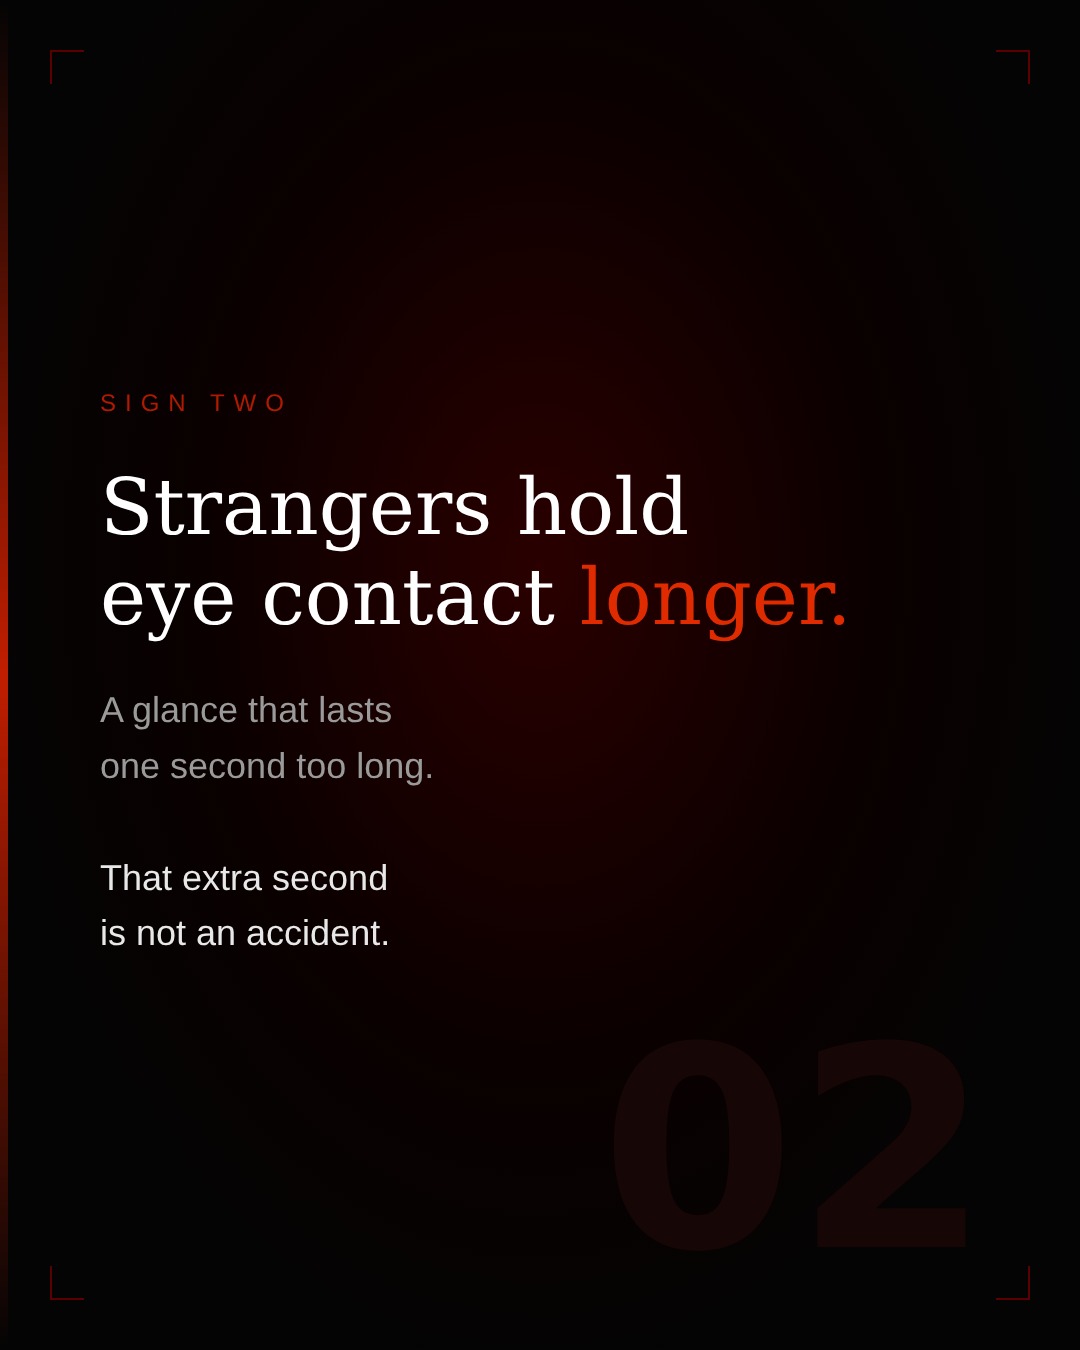 SIGN TWO
Strangers hold
eye contact longer.
A glance that lasts
one second too long.
That extra second
is not an accident.
02